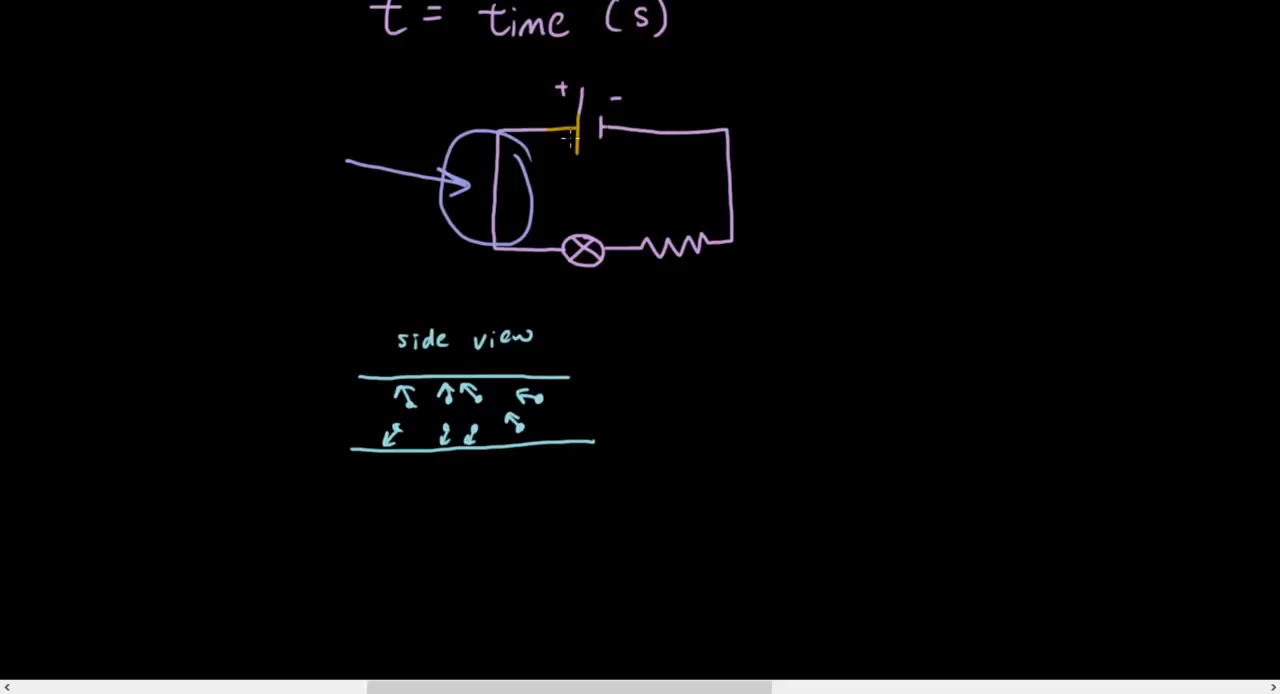 t = time (s)
+ -
side view